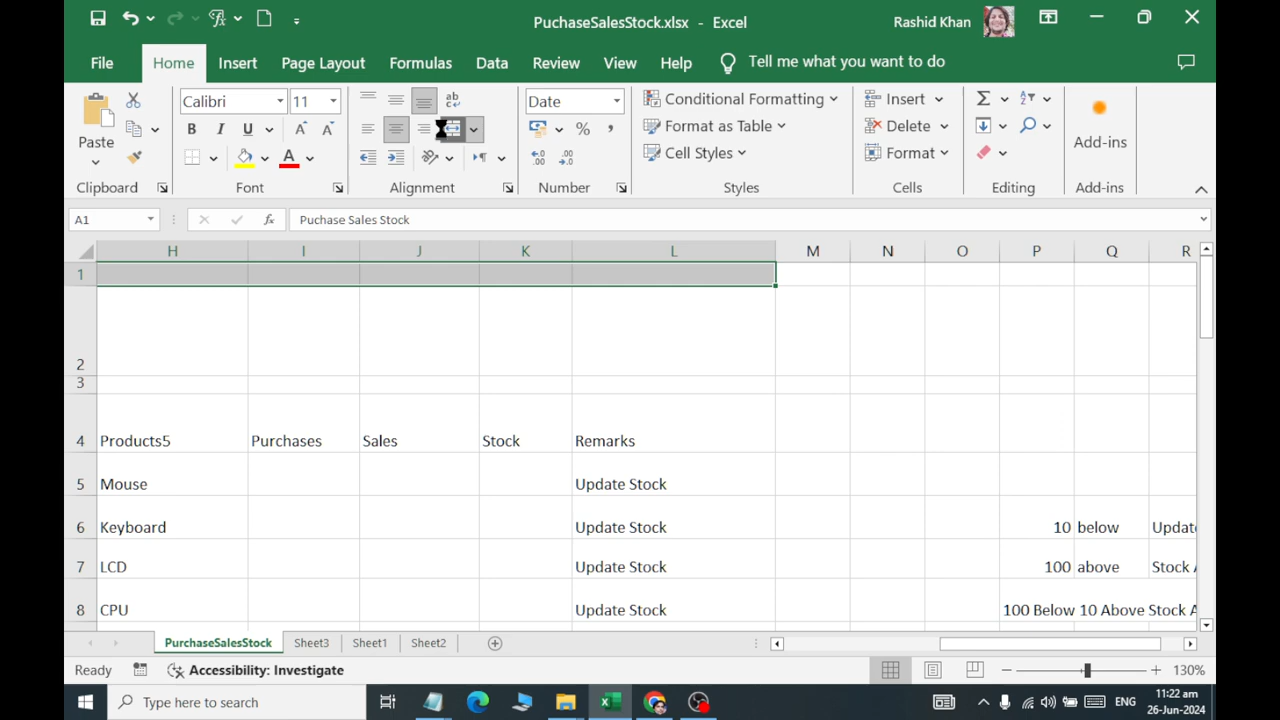 PuchaseSalesStock.xlsx - Excel
Rashid Khan
File Home Insert Page Layout Formulas Data Review View Help Tell me what you want to do
Calibri 11
Date
Conditional Formatting
Insert
Paste
B I U A
Format as Table
Delete
Add-ins
Cell Styles
Format
Clipboard Font Alignment Number Styles Cells Editing Add-ins
A1 fx Puchase Sales Stock
H I J K L M N O P Q R
1
2
3
4 Products5 Purchases Sales Stock Remarks
5 Mouse Update Stock
6 Keyboard Update Stock 10 below Update
7 LCD Update Stock 100 above Stock A
8 CPU Update Stock 100 Below 10 Above Stock A
PurchaseSalesStock Sheet3 Sheet1 Sheet2
Ready Accessibility: Investigate 130%
Type here to search
ENG
11:22 am
26-Jun-2024